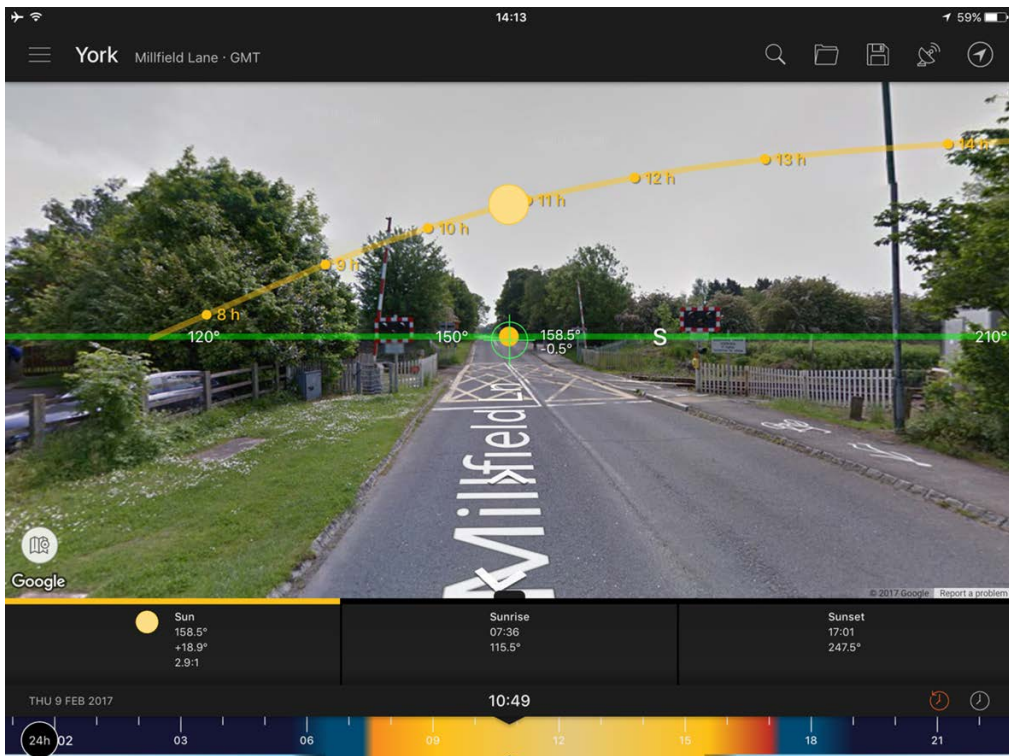 14:13
59%
York Millfield Lane · GMT
14 h
13 h
12 h
11 h
10 h
9 h
8 h
120°
150°
158.5°
-0.5°
S
210°
Millfield Ln
Google
© 2017 Google Report a problem
Sun
158.5°
+18.9°
2.9:1
Sunrise
07:36
115.5°
Sunset
17:01
247.5°
THU 9 FEB 2017
10:49
24h 02 03 06 09 12 15 18 21